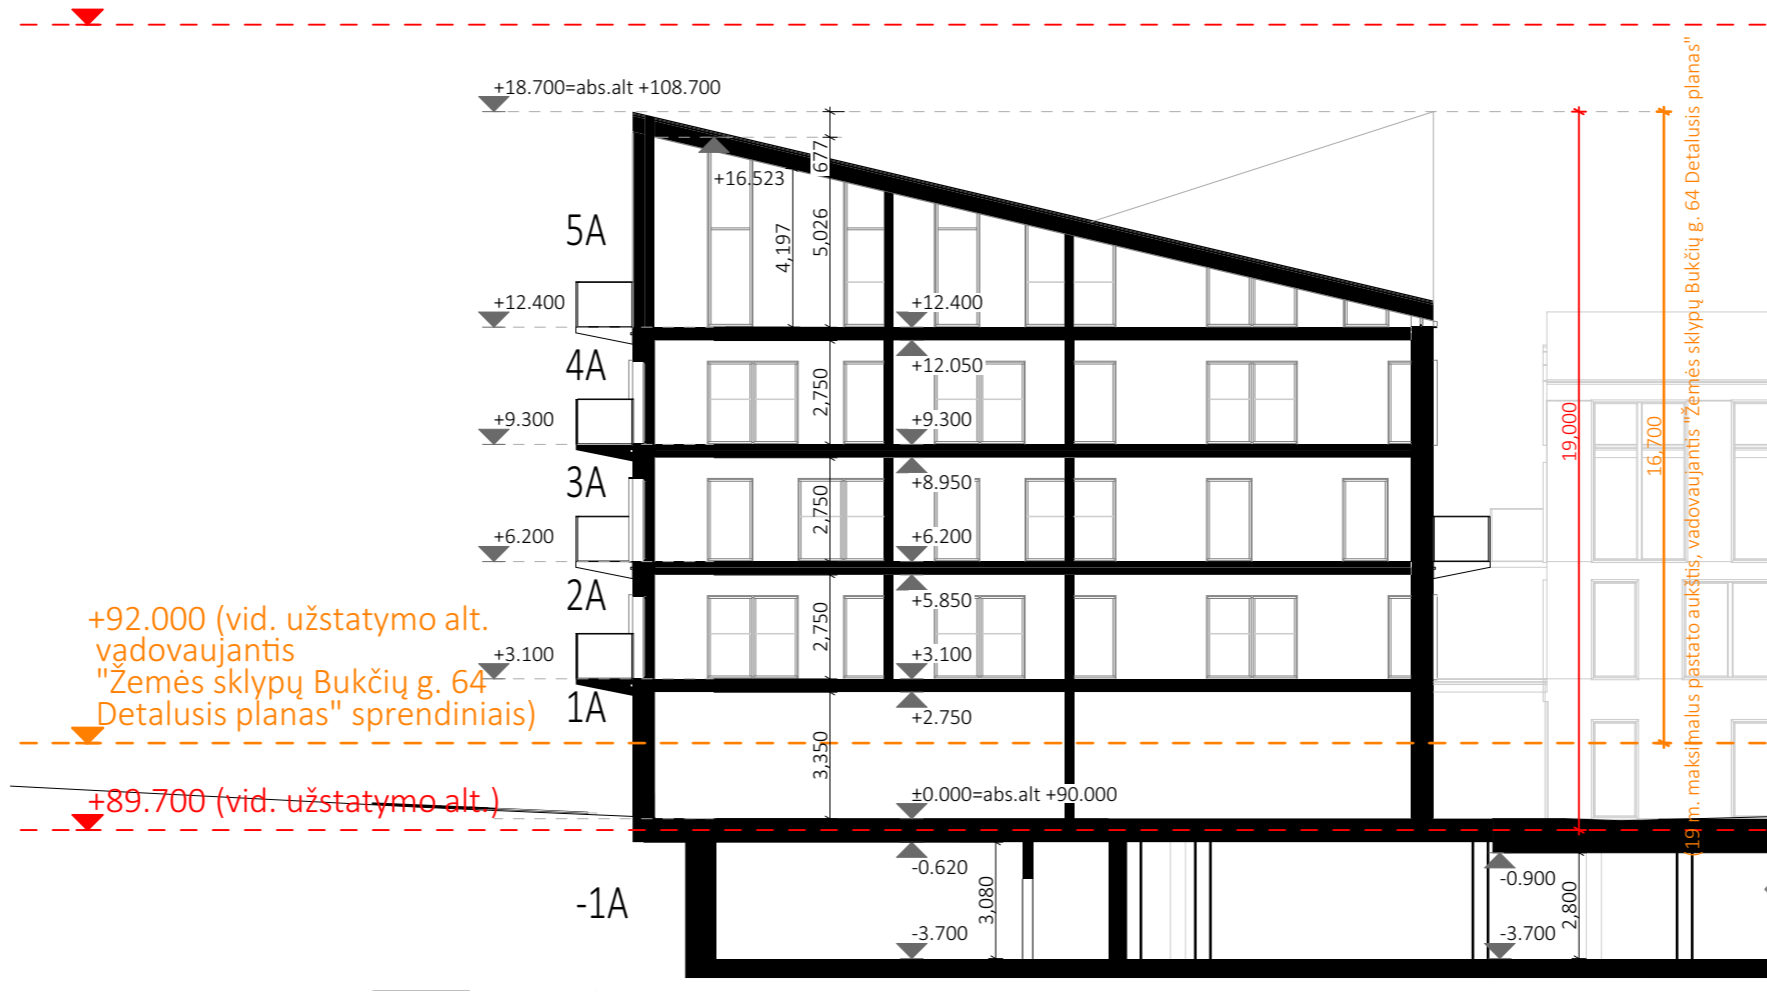 +18.700=abs.alt +108.700
677
+16.523
5A
4,197
5,026
+12.400
+12.400
4A
+12.050
2,750
+9.300
+9.300
3A
+8.950
2,750
+6.200
+6.200
2A
+5.850
2,750
+3.100
+3.100
1A
+2.750
3,350
±0.000=abs.alt +90.000
+92.000 (vid. užstatymo alt.
vadovaujantis
"Žemės sklypų Bukčių g. 64
Detalusis planas" sprendiniais)
+89.700 (vid. užstatymo alt.)
-1A
-0.620
3,080
-3.700
-0.900
2,800
-3.700
19,000
16,700
(19 m. maksimalus pastato aukštis, vadovaujantis "Žemės sklypų Bukčių g. 64 Detalusis planas"